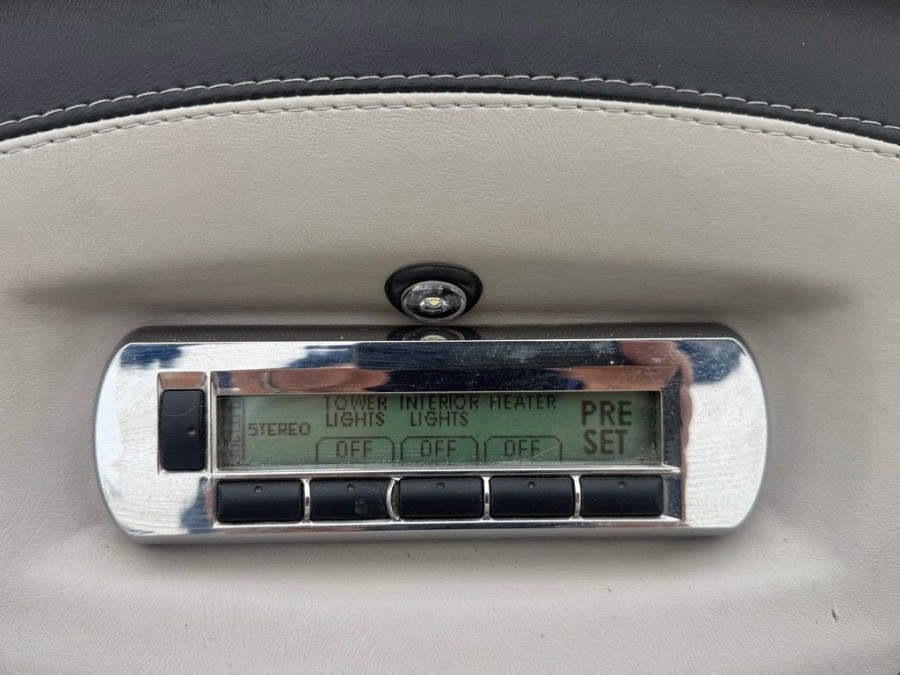 STEREO
TOWER LIGHTS
OFF
INTERIOR LIGHTS
OFF
HEATER
OFF
PRE SET